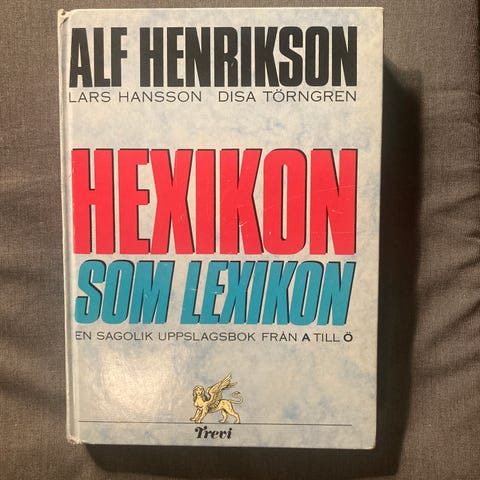 ALF HENRIKSON
LARS HANSSON DISA TÖRNGREN
HEXIKON
SOM LEXIKON
EN SAGOLIK UPPSLAGSBOK FRÅN A TILL Ö
Trevi